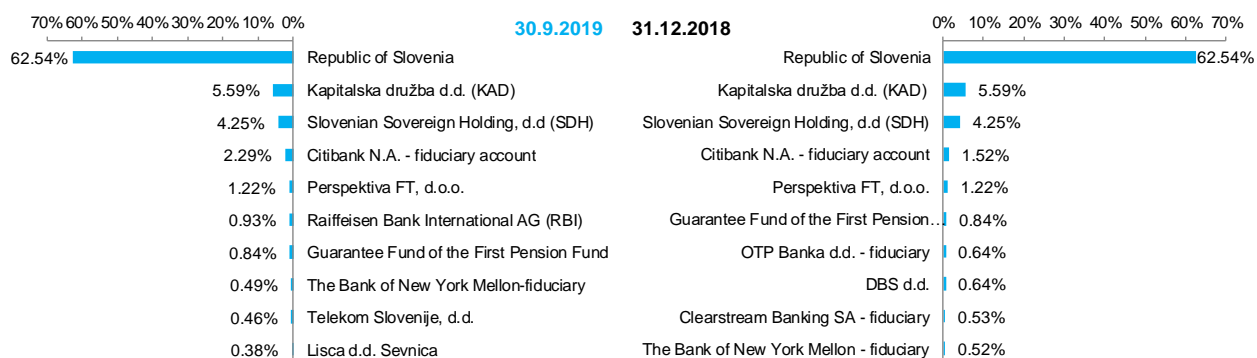 70% 60% 50% 40% 30% 20% 10% 0%
30.9.2019 31.12.2018
0% 10% 20% 30% 40% 50% 60% 70%
62.54% Republic of Slovenia
5.59% Kapitalska družba d.d. (KAD)
4.25% Slovenian Sovereign Holding, d.d (SDH)
2.29% Citibank N.A. - fiduciary account
1.22% Perspektiva FT, d.o.o.
0.93% Raiffeisen Bank International AG (RBI)
0.84% Guarantee Fund of the First Pension Fund
0.49% The Bank of New York Mellon-fiduciary
0.46% Telekom Slovenije, d.d.
0.38% Lisca d.d. Sevnica
Republic of Slovenia 62.54%
Kapitalska družba d.d. (KAD) 5.59%
Slovenian Sovereign Holding, d.d (SDH) 4.25%
Citibank N.A. - fiduciary account 1.52%
Perspektiva FT, d.o.o. 1.22%
Guarantee Fund of the First Pension... 0.84%
OTP Banka d.d. - fiduciary 0.64%
DBS d.d. 0.64%
Clearstream Banking SA - fiduciary 0.53%
The Bank of New York Mellon - fiduciary 0.52%